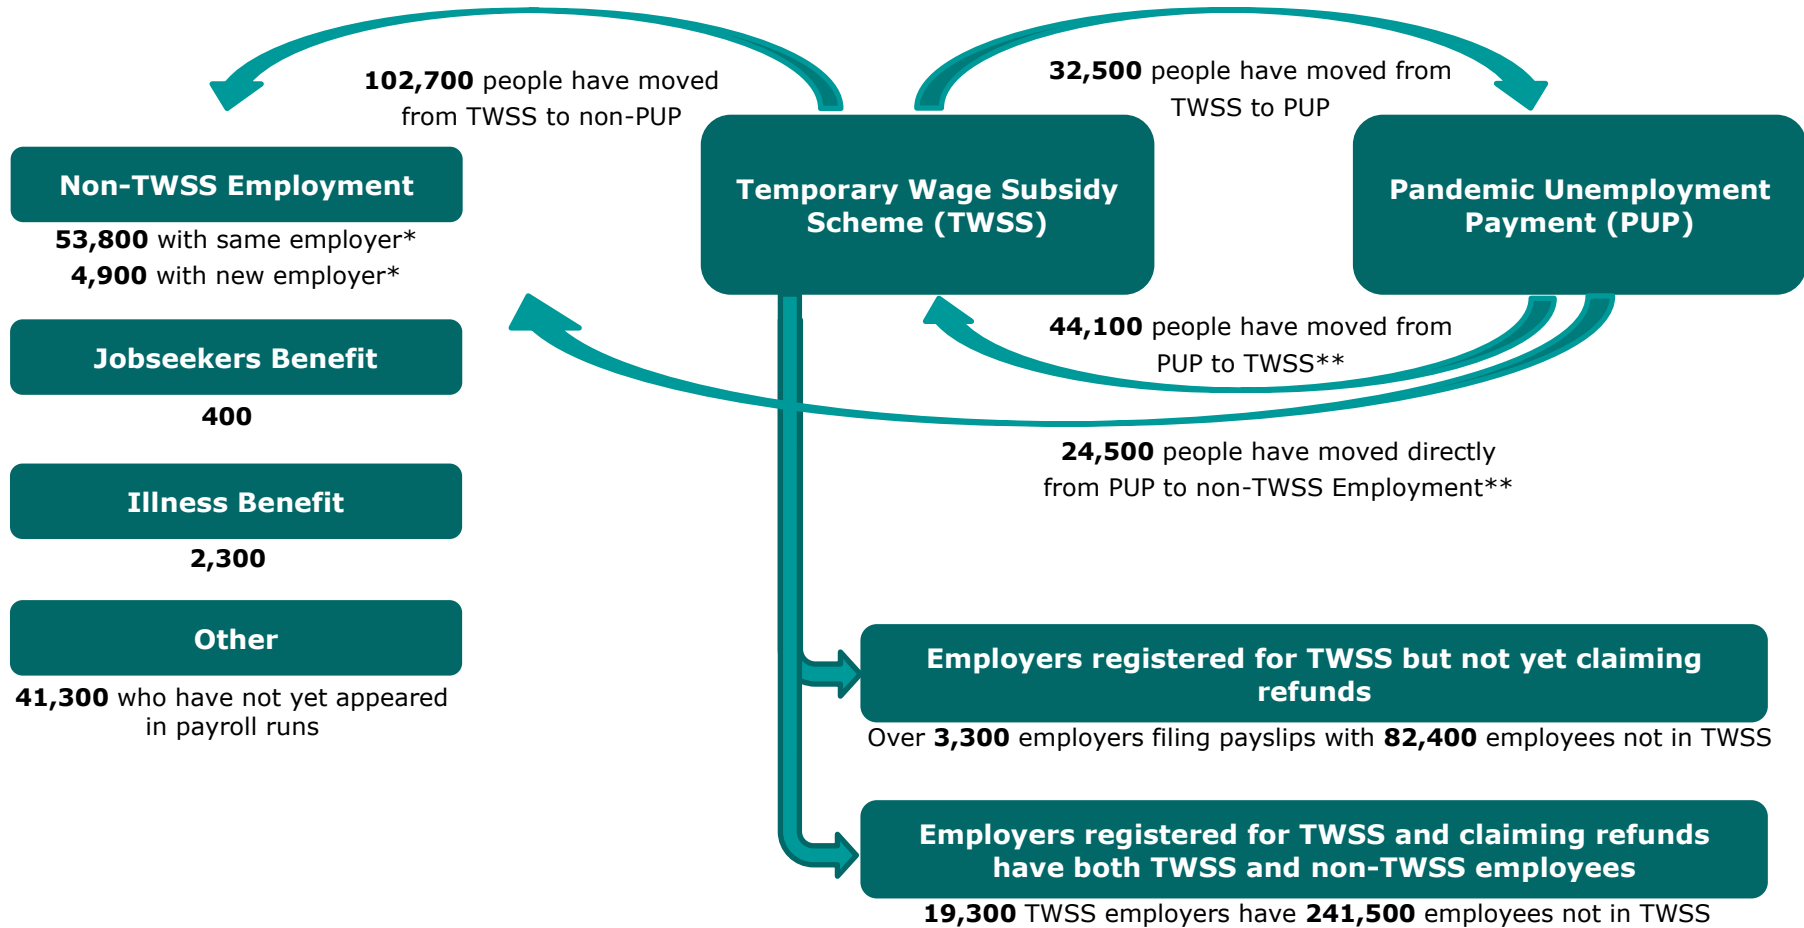 102,700 people have moved
from TWSS to non-PUP
32,500 people have moved from
TWSS to PUP
Non-TWSS Employment
53,800 with same employer*
4,900 with new employer*
Temporary Wage Subsidy
Scheme (TWSS)
Pandemic Unemployment
Payment (PUP)
44,100 people have moved from
PUP to TWSS**
Jobseekers Benefit
400
24,500 people have moved directly
from PUP to non-TWSS Employment**
Illness Benefit
2,300
Other
41,300 who have not yet appeared
in payroll runs
Employers registered for TWSS but not yet claiming
refunds
Over 3,300 employers filing payslips with 82,400 employees not in TWSS
Employers registered for TWSS and claiming refunds
have both TWSS and non-TWSS employees
19,300 TWSS employers have 241,500 employees not in TWSS